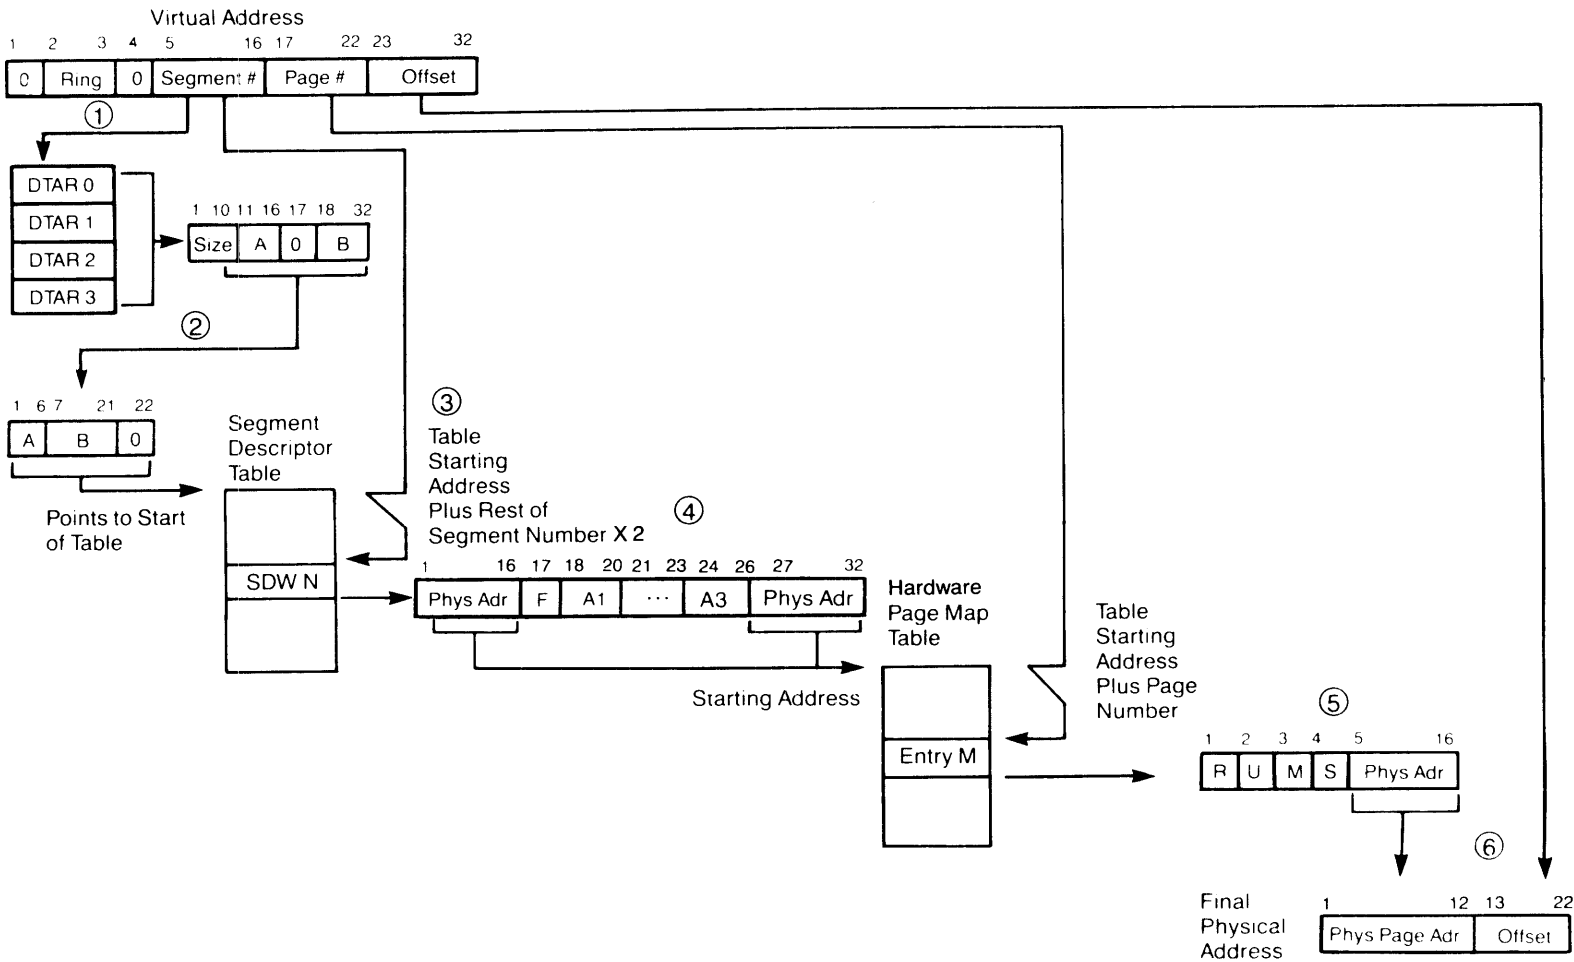 Virtual Address
1 2 3 4 5 16 17 22 23 32
0 Ring 0 Segment # Page # Offset
1
DTAR 0
DTAR 1
DTAR 2
DTAR 3
1 10 11 16 17 18 32
Size A 0 B
2
1 6 7 21 22
A B 0
Points to Start
of Table
Segment
Descriptor
Table
SDW N
3
Table
Starting
Address
Plus Rest of
Segment Number X 2
4
1 16 17 18 20 21 23 24 26 27 32
Phys Adr F A1 ... A3 Phys Adr
Starting Address
Hardware
Page Map
Table
Entry M
Table
Starting
Address
Plus Page
Number
5
1 2 3 4 5 16
R U M S Phys Adr
6
Final
Physical
Address
1 12 13 22
Phys Page Adr Offset